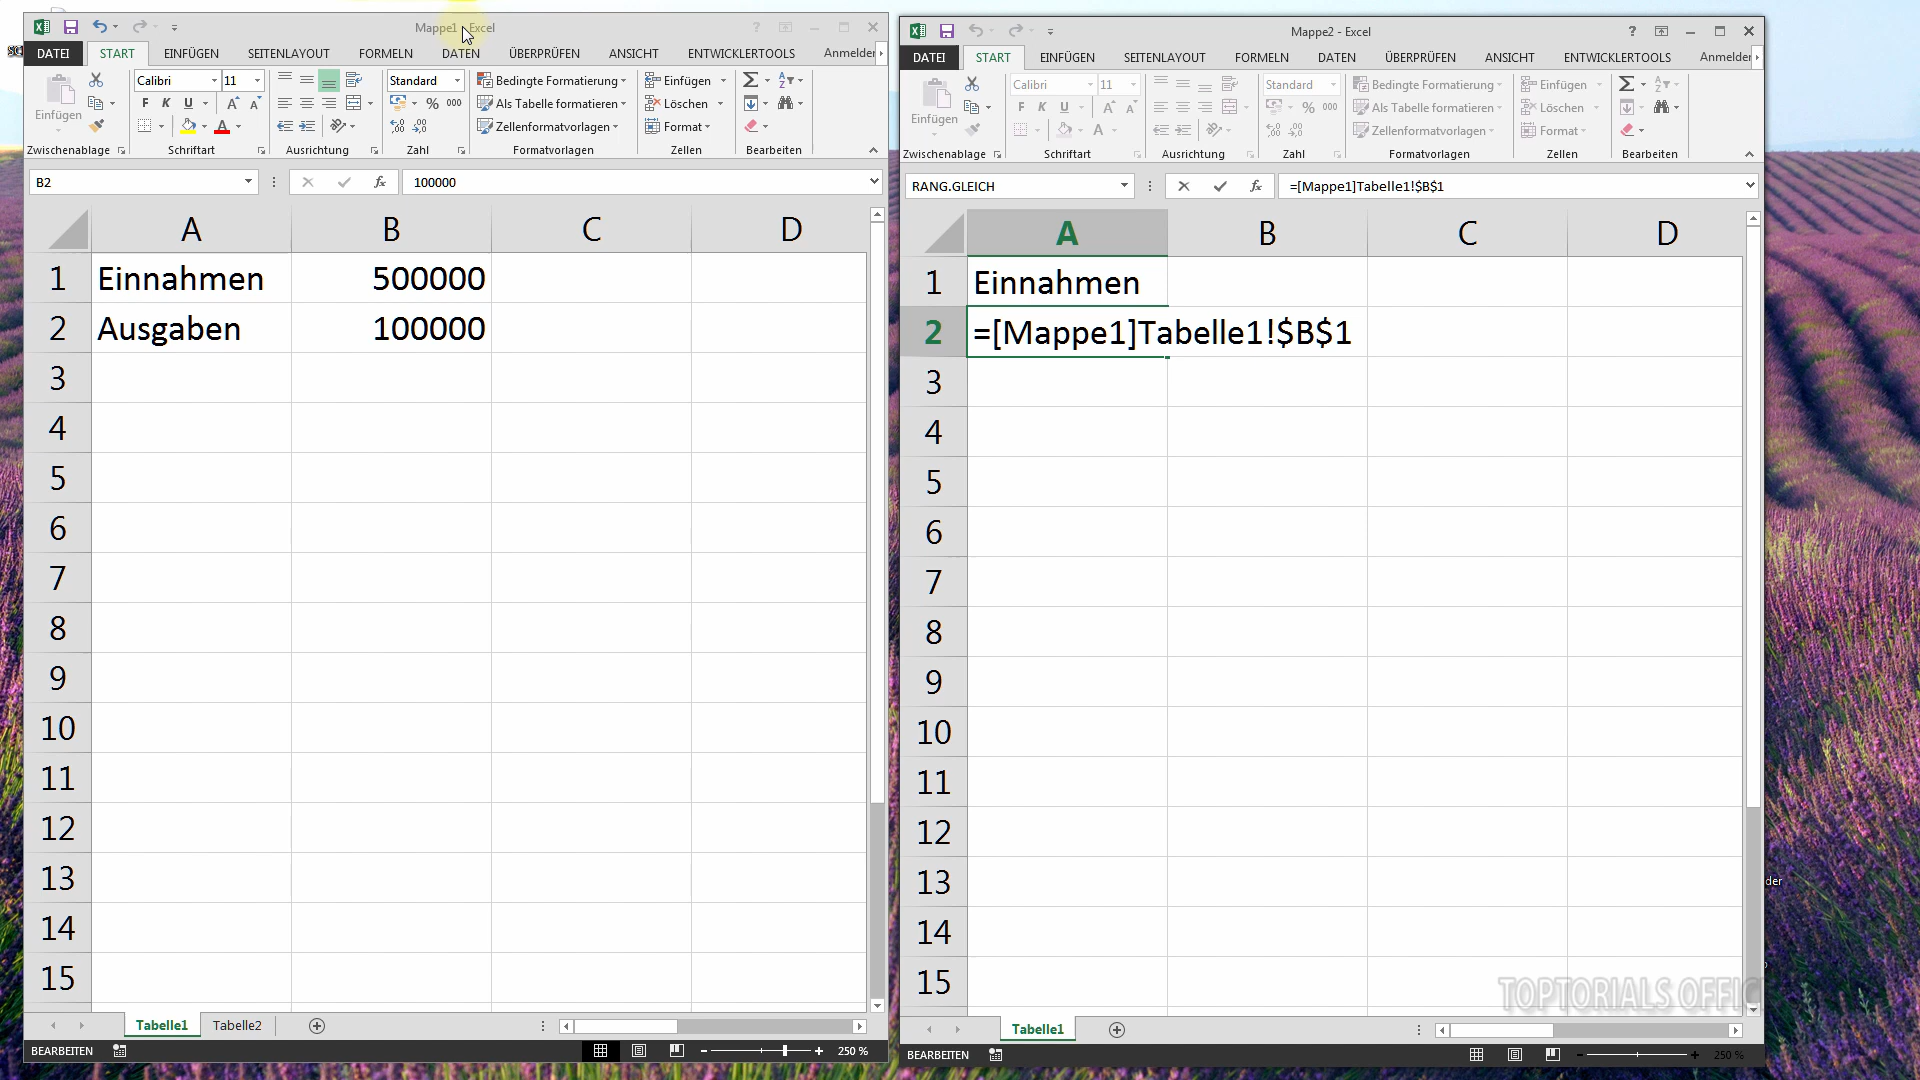 Mappe1 - Excel
DATEI START EINFÜGEN SEITENLAYOUT FORMELN DATEN ÜBERPRÜFEN ANSICHT ENTWICKLERTOOLS Anmelden
Einfügen
Calibri 11
F K U
Standard
% 000
Bedingte Formatierung
Als Tabelle formatieren
Zellenformatvorlagen
Einfügen
Löschen
Format
Zwischenablage Schriftart Ausrichtung Zahl Formatvorlagen Zellen Bearbeiten
B2 fx 100000
A B C D
1 Einnahmen 500000
2 Ausgaben 100000
3
4
5
6
7
8
9
10
11
12
13
14
15
Tabelle1 Tabelle2
BEARBEITEN 250 %
Mappe2 - Excel
DATEI START EINFÜGEN SEITENLAYOUT FORMELN DATEN ÜBERPRÜFEN ANSICHT ENTWICKLERTOOLS Anmelder
Einfügen
Calibri 11
F K U
Standard
% 000
Bedingte Formatierung
Als Tabelle formatieren
Zellenformatvorlagen
Einfügen
Löschen
Format
Zwischenablage Schriftart Ausrichtung Zahl Formatvorlagen Zellen Bearbeiten
RANG.GLEICH fx =[Mappe1]Tabelle1!$B$1
A B C D
1 Einnahmen
2 =[Mappe1]Tabelle1!$B$1
3
4
5
6
7
8
9
10
11
12
13
14
15
Tabelle1
BEARBEITEN 250 %
der
TOPTORIALS OFFIC